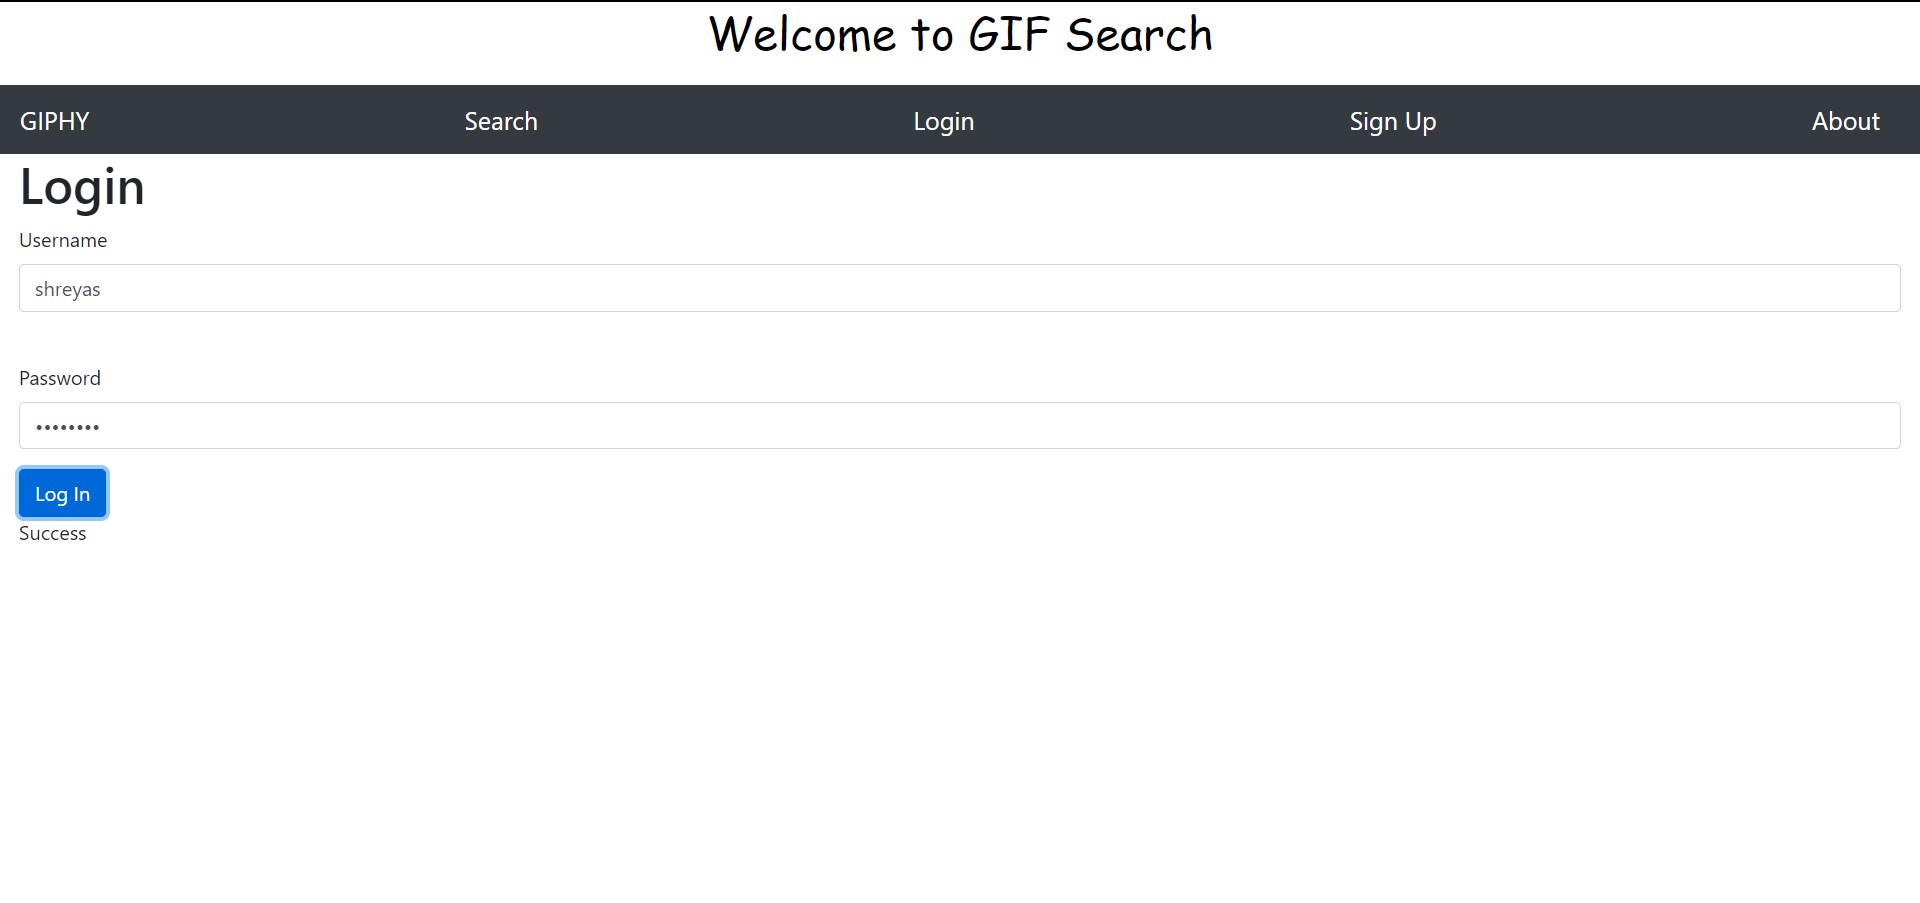 Welcome to GIF Search
GIPHY Search Login Sign Up About
Login
Username
shreyas
Password
••••••••
Log In
Success